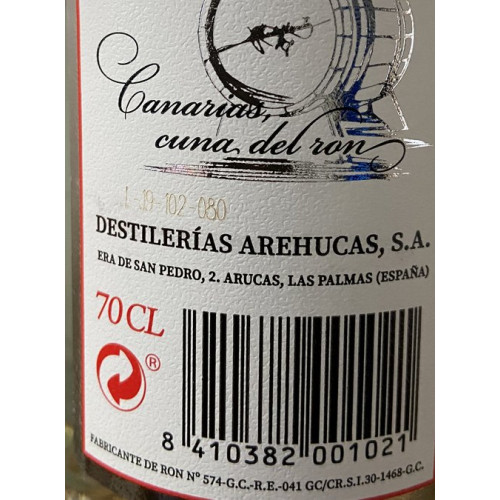 Canarias,
cuna del ron
L-19-102-080
DESTILERÍAS AREHUCAS, S.A.
ERA DE SAN PEDRO, 2. ARUCAS, LAS PALMAS (ESPAÑA)
70 CL
®
8 410382 001021
FABRICANTE DE RON Nº 574-G.C.-R.E.-041 GC/CR.S.I.30-1468-G.C.